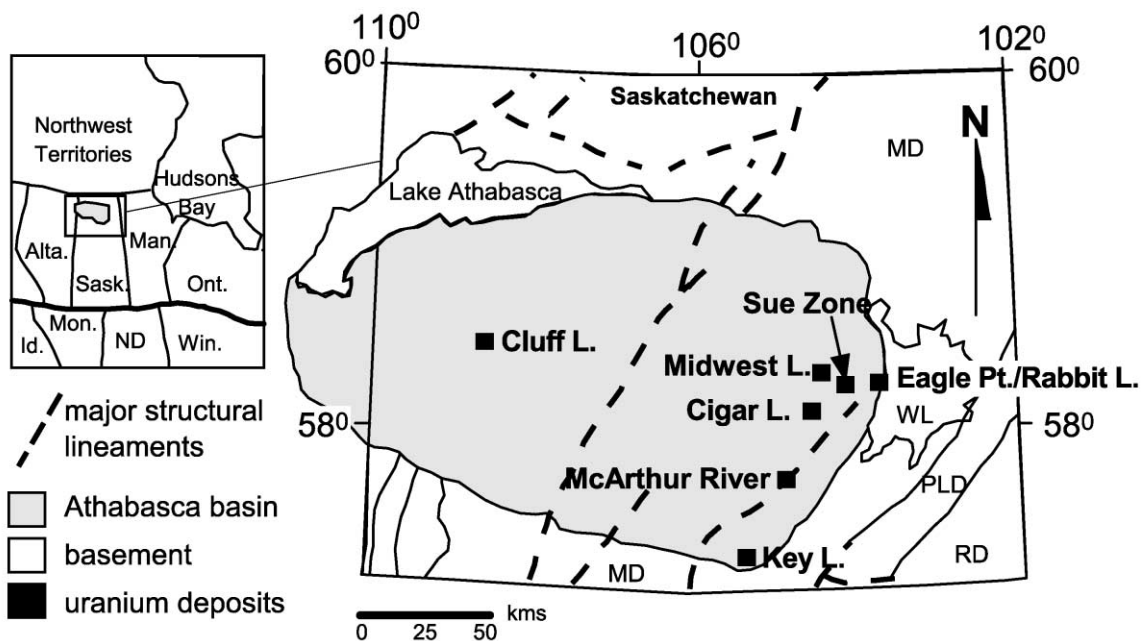 110⁰
106⁰
102⁰
60⁰
60⁰
Saskatchewan
N
MD
Northwest
Territories
Hudsons
Bay
Lake Athabasca
Alta.
Man.
Sask.
Ont.
Mon.
Id.
ND
Win.
Sue Zone
Cluff L.
Midwest L.
Eagle Pt./Rabbit L.
Cigar L.
WL
58⁰
58⁰
major structural
lineaments
McArthur River
PLD
Athabasca basin
basement
MD
Key L.
RD
uranium deposits
kms
0 25 50